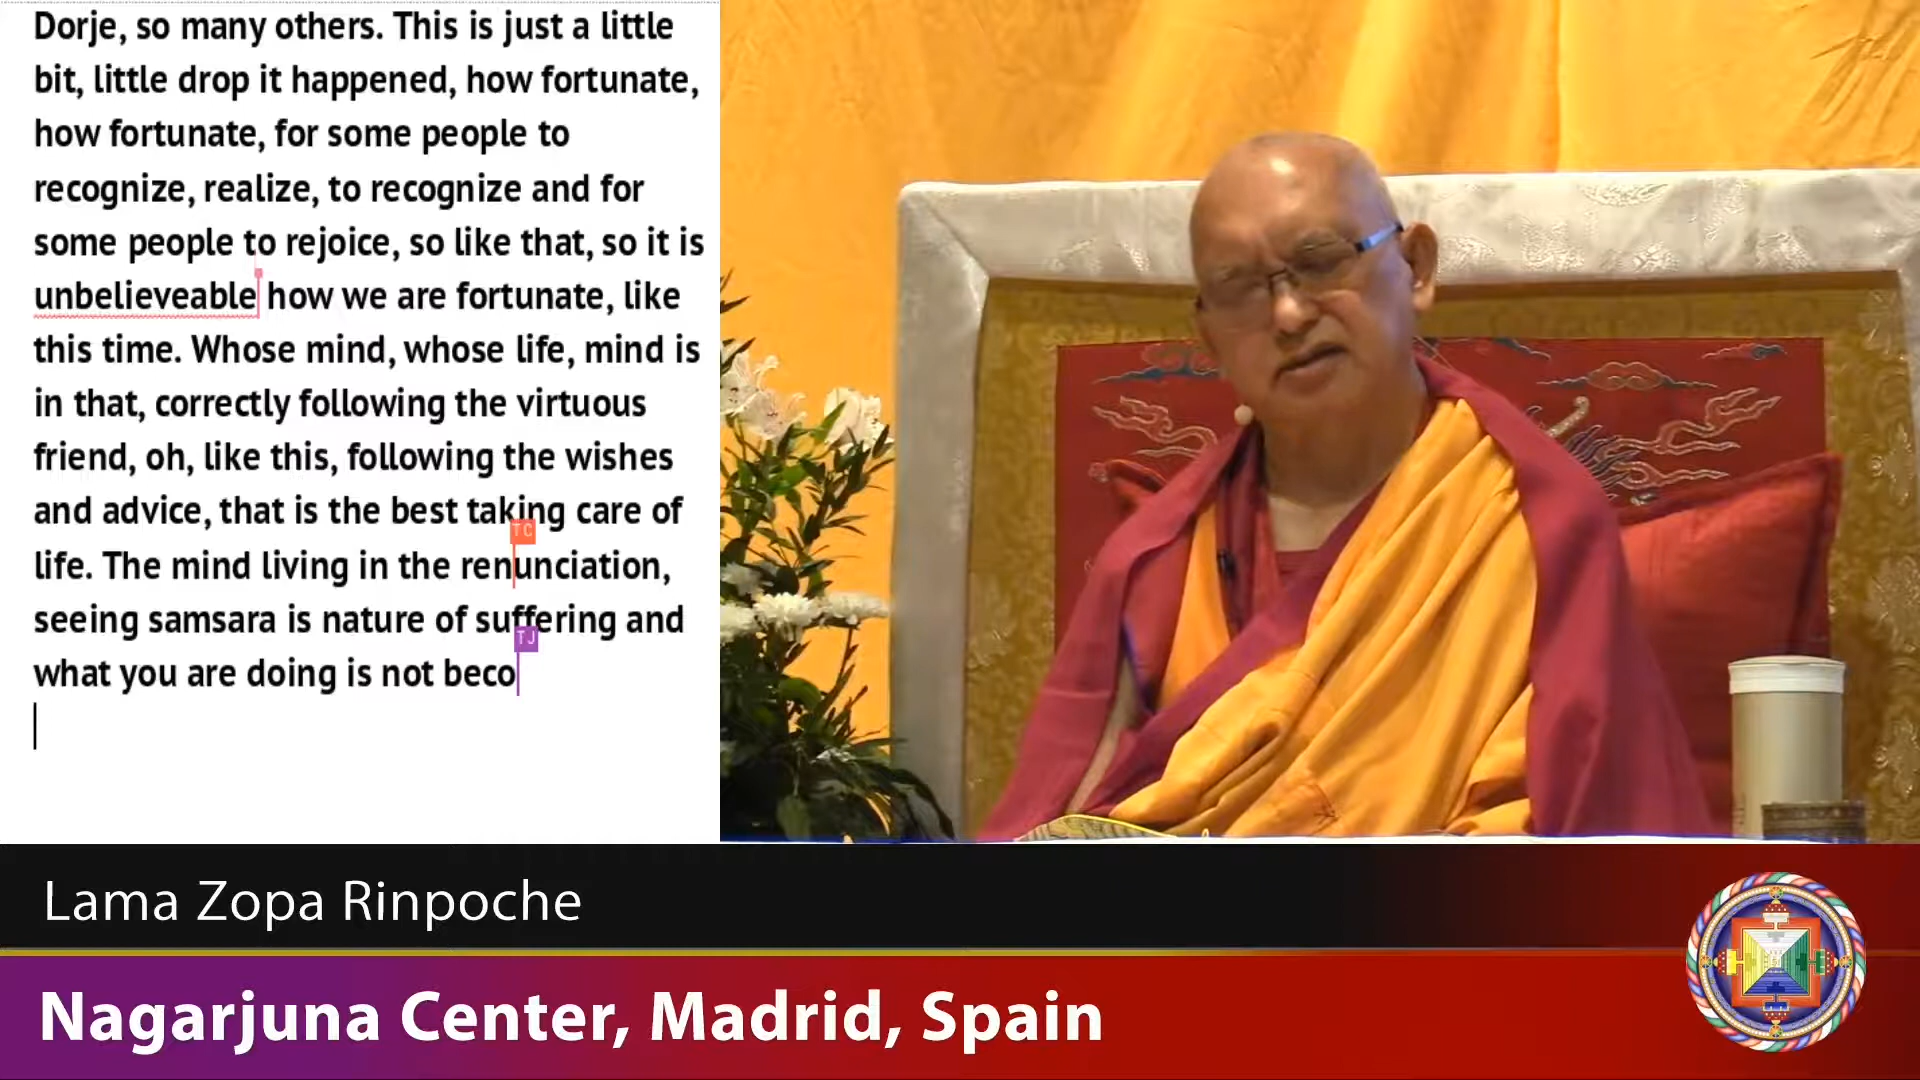 Dorje, so many others. This is just a little
bit, little drop it happened, how fortunate,
how fortunate, for some people to
recognize, realize, to recognize and for
some people to rejoice, so like that, so it is
unbelieveable how we are fortunate, like
this time. Whose mind, whose life, mind is
in that, correctly following the virtuous
friend, oh, like this, following the wishes
and advice, that is the best taking care of
TC
life. The mind living in the renunciation,
seeing samsara is nature of suffering and
TJ
what you are doing is not beco
Lama Zopa Rinpoche
Nagarjuna Center, Madrid, Spain